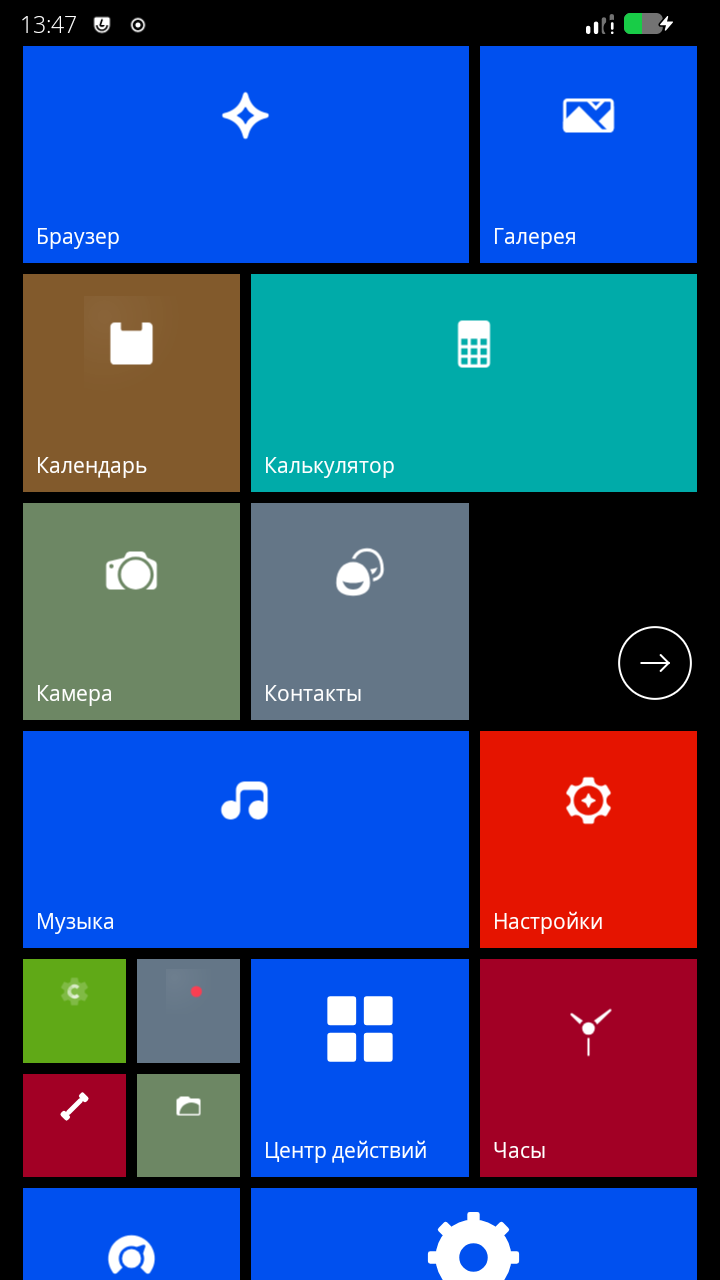 13:47
Браузер
Галерея
Календарь
Калькулятор
Камера
Контакты
Музыка
Настройки
Центр действий
Часы